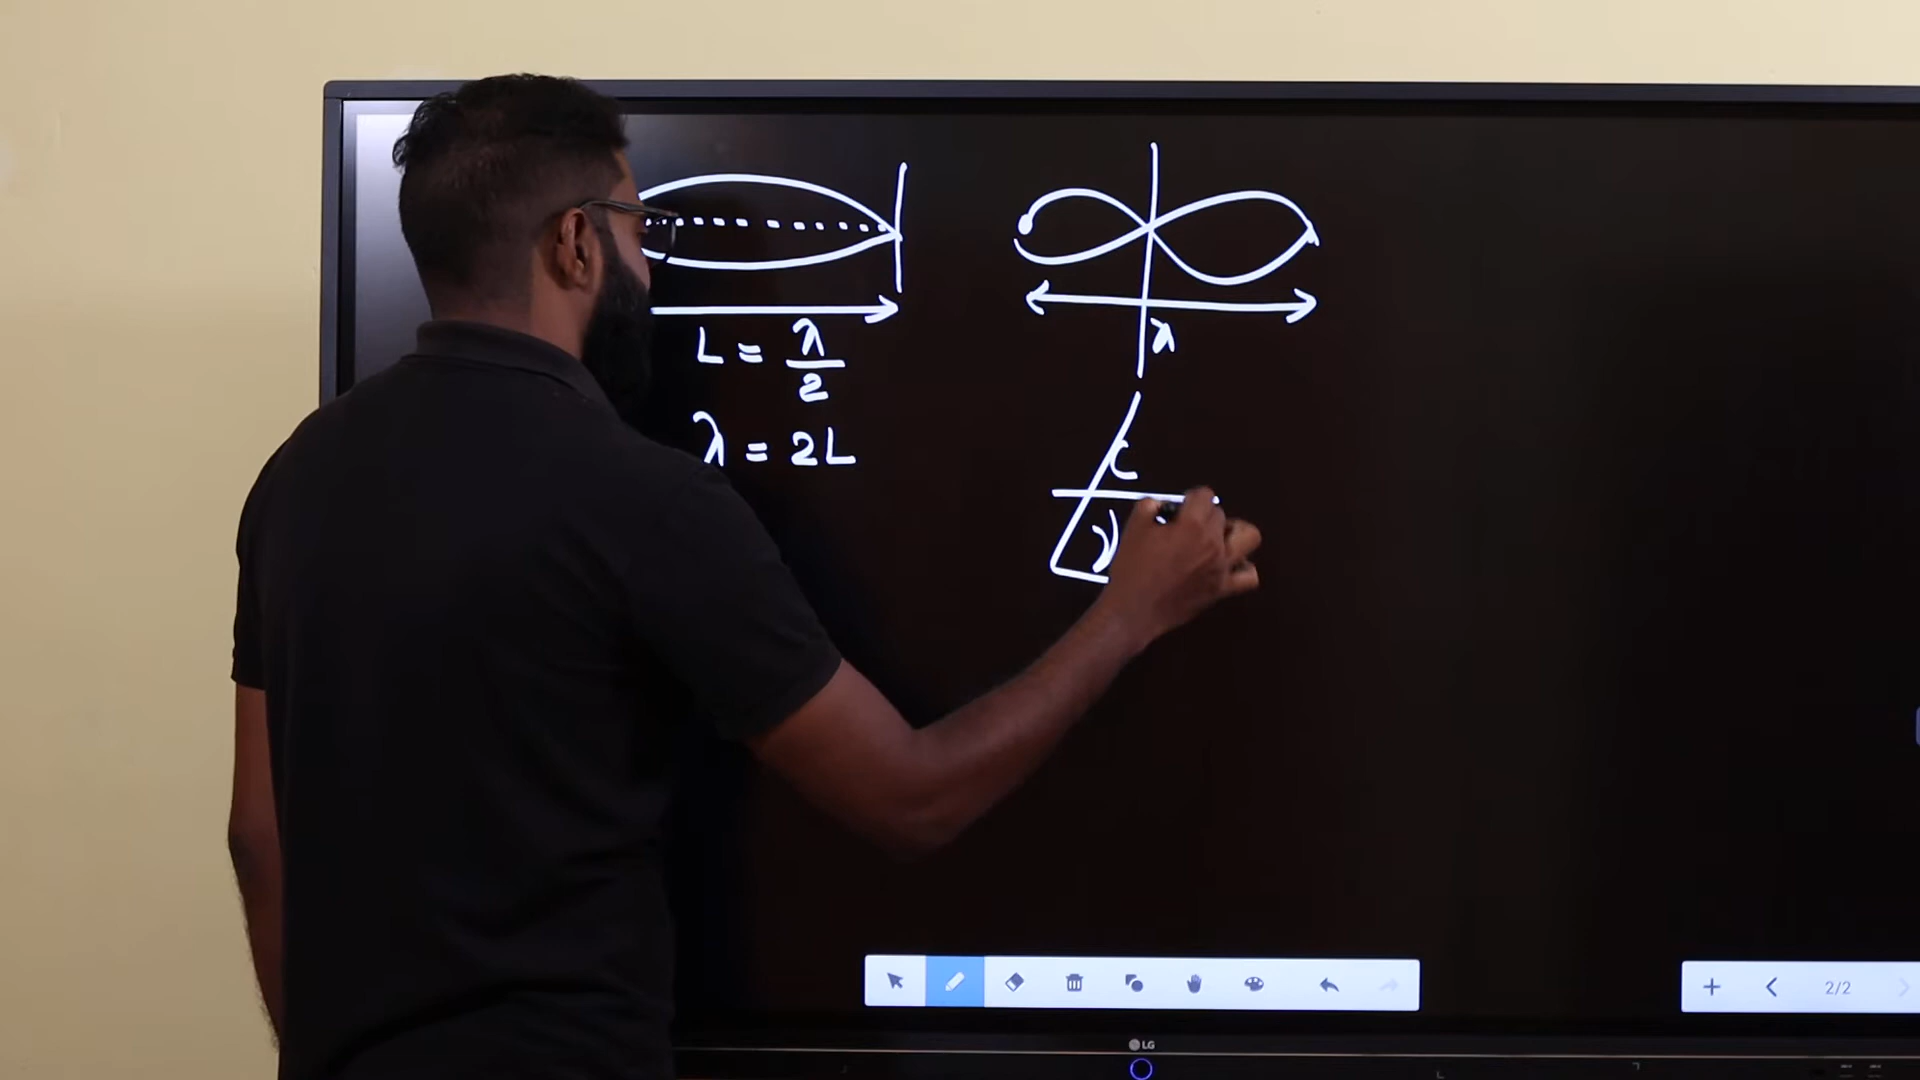 L = λ/2
λ = 2L
λ
C
ν
2/2
LG